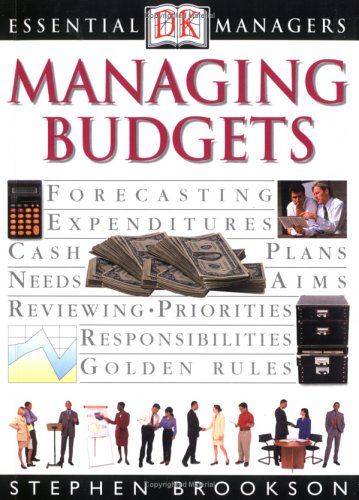 ESSENTIAL DK MANAGERS
MANAGING
BUDGETS
FORECASTING
EXPENDITURES
CASH PLANS
NEEDS AIMS
REVIEWING • PRIORITIES
RESPONSIBILITIES
GOLDEN RULES
STEPHEN BROOKSON